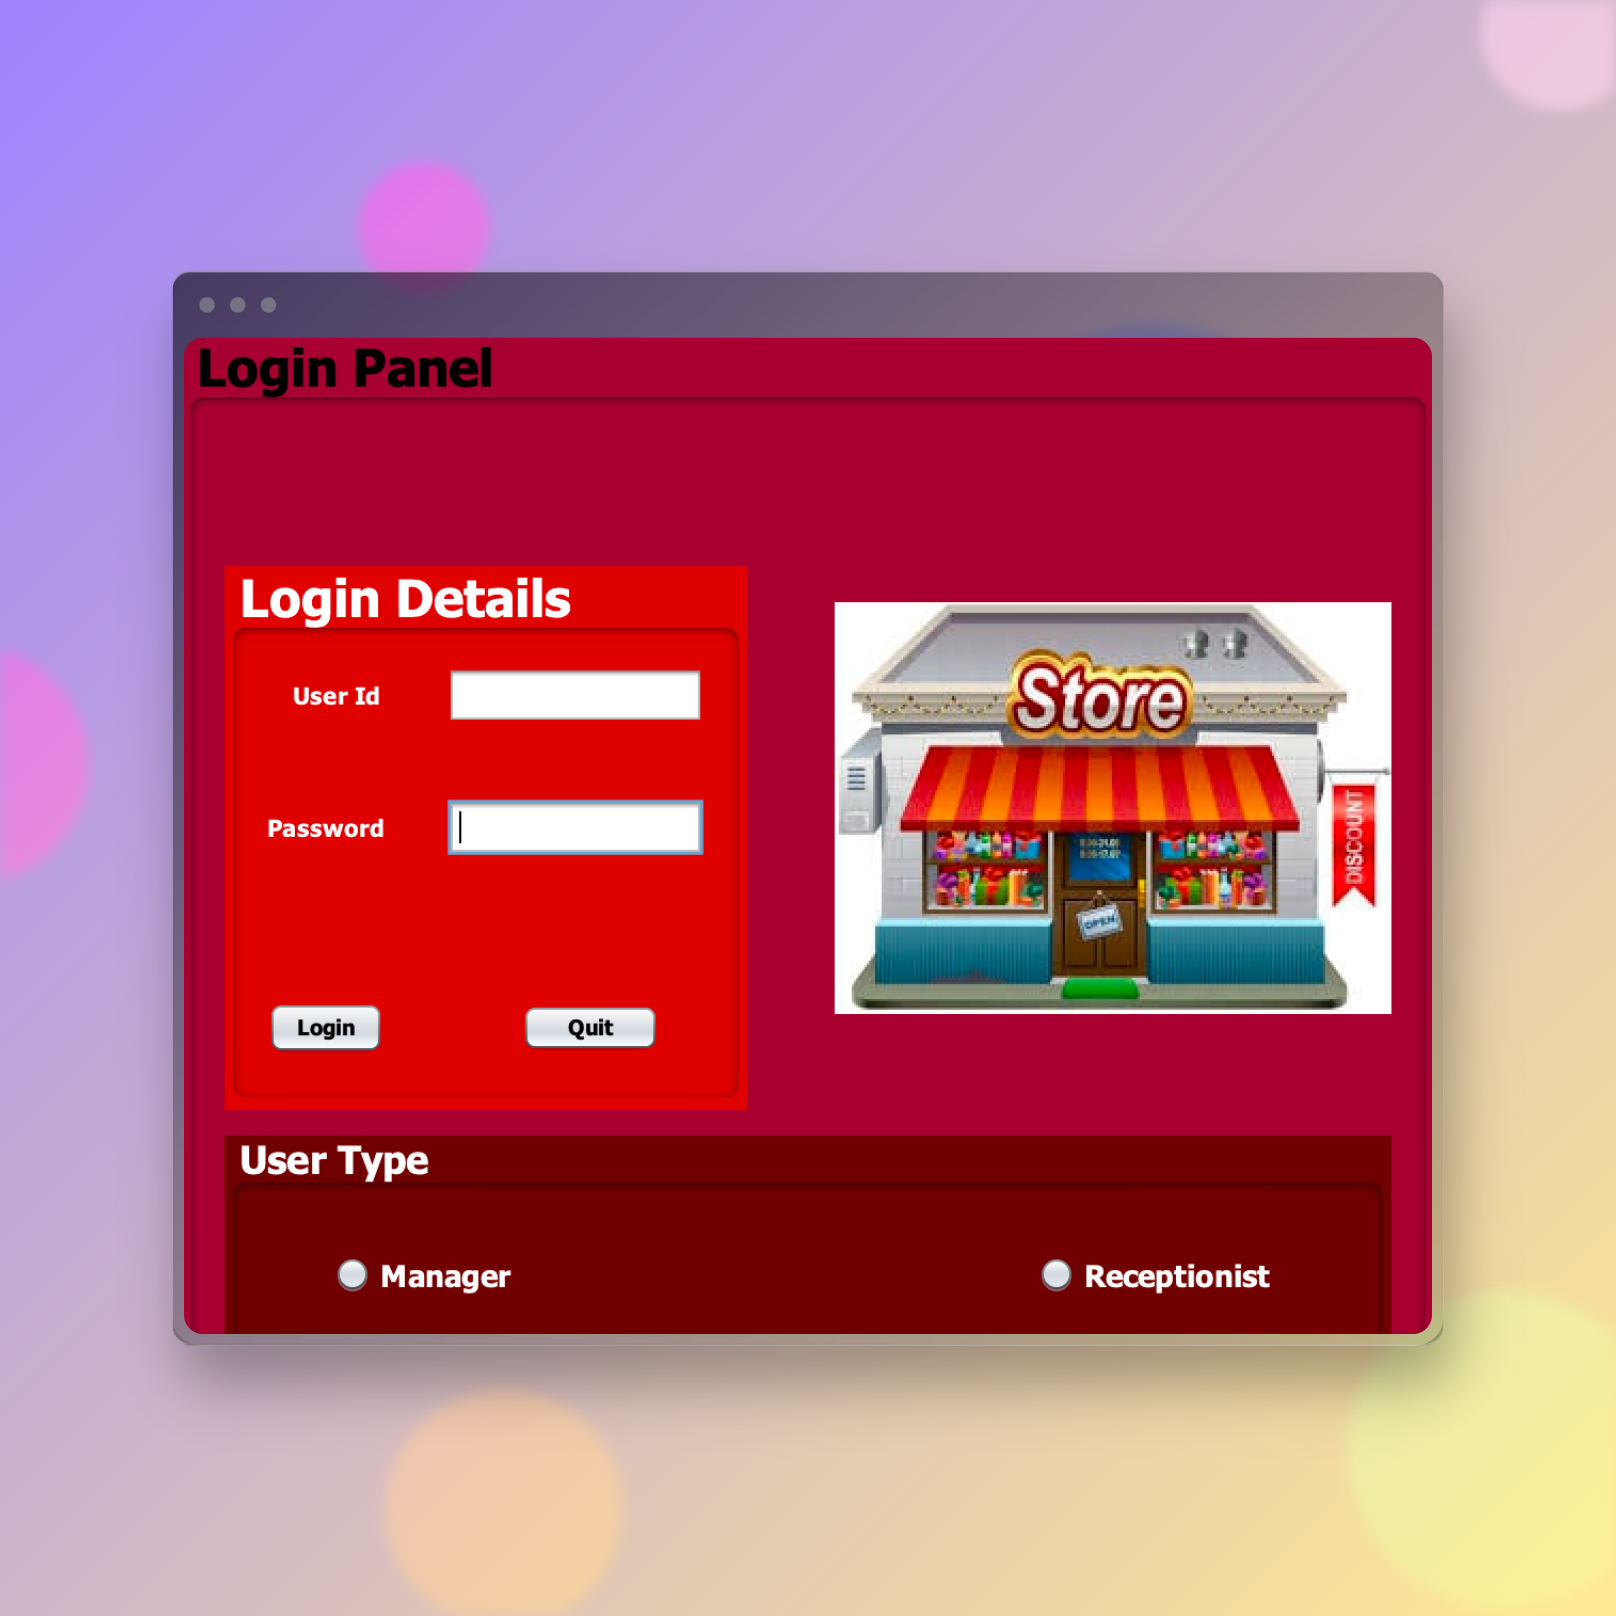 Login Panel
Login Details
User Id
Password
Login
Quit
Store
DISCOUNT
OPEN
User Type
Manager
Receptionist